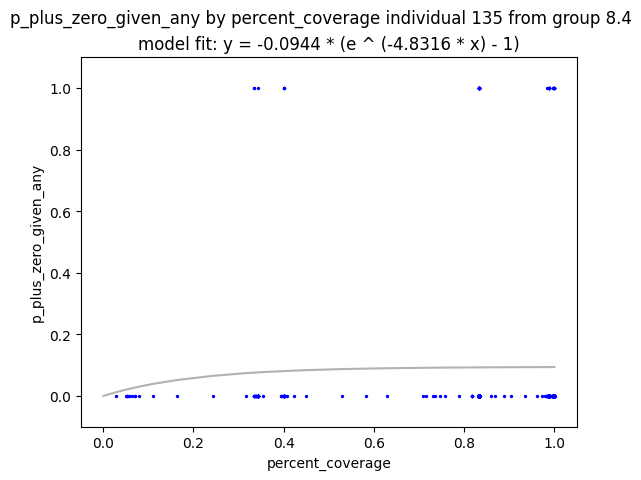 p_plus_zero_given_any by percent_coverage individual 135 from group 8.4
model fit: y = -0.0944 * (e ^ (-4.8316 * x) - 1)
1.0
0.8
0.6
0.4
0.2
0.0
p_plus_zero_given_any
0.0 0.2 0.4 0.6 0.8 1.0
percent_coverage